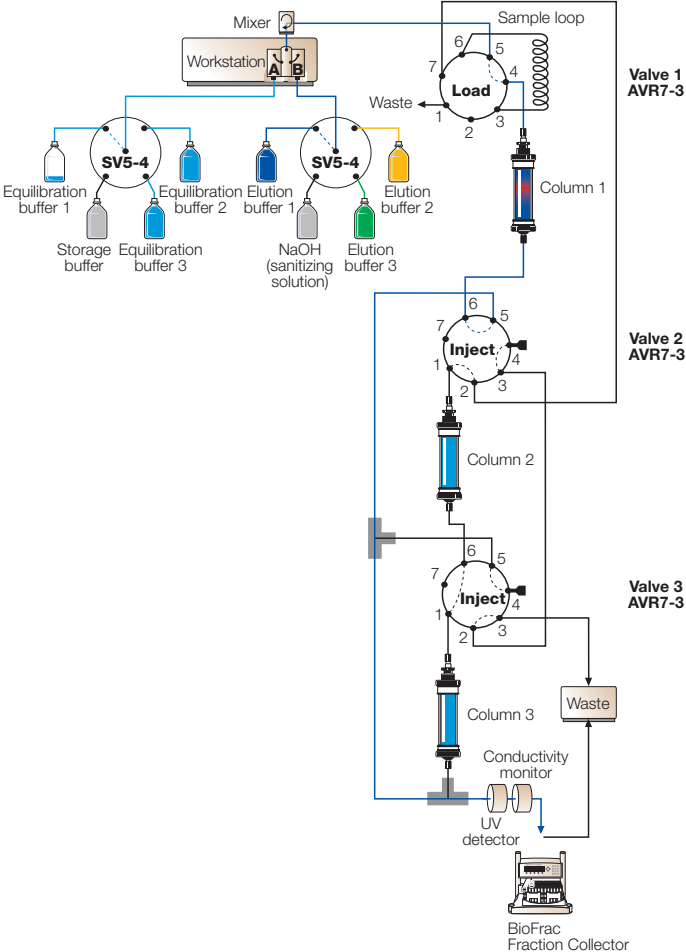 Mixer
Sample loop
Workstation
A B
6
5
7
4
Load
Waste
1
2
3
Valve 1
AVR7-3
SV5-4
SV5-4
Column 1
Equilibration
buffer 1
Equilibration
buffer 2
Elution
buffer 1
Elution
buffer 2
Storage
buffer
Equilibration
buffer 3
NaOH
(sanitizing
solution)
Elution
buffer 3
6
5
7
Inject
4
1
2
3
Valve 2
AVR7-3
Column 2
6
5
7
Inject
4
1
2
3
Valve 3
AVR7-3
Column 3
Waste
Conductivity
monitor
UV
detector
BioFrac
Fraction Collector